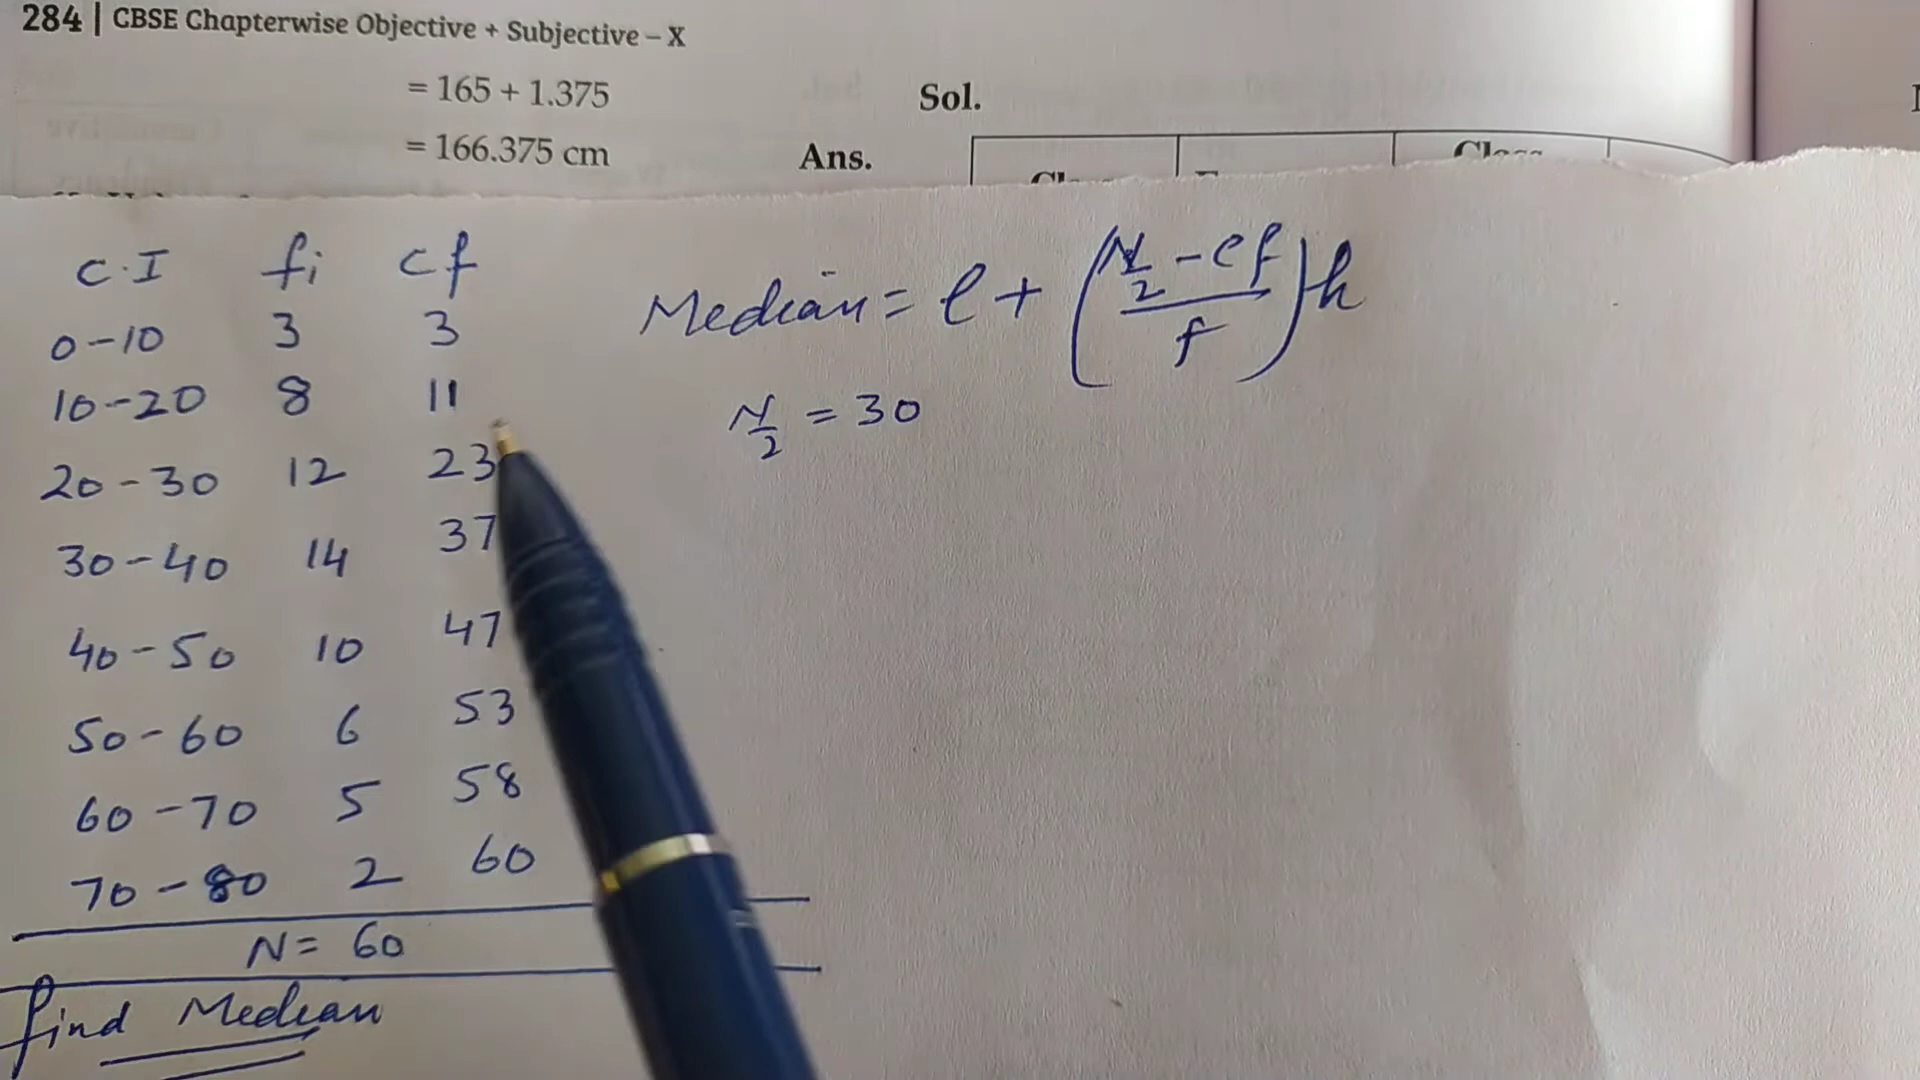 284 | CBSE Chapterwise Objective + Subjective – X
= 165 + 1.375
= 166.375 cm Ans.
Sol.
C.I fi cf
0-10 3 3
10-20 8 11
20-30 12 23
30-40 14 37
40-50 10 47
50-60 6 53
60-70 5 58
70-80 2 60
N = 60
find Median
Median = l + (N/2 - cf / f) h
N/2 = 30